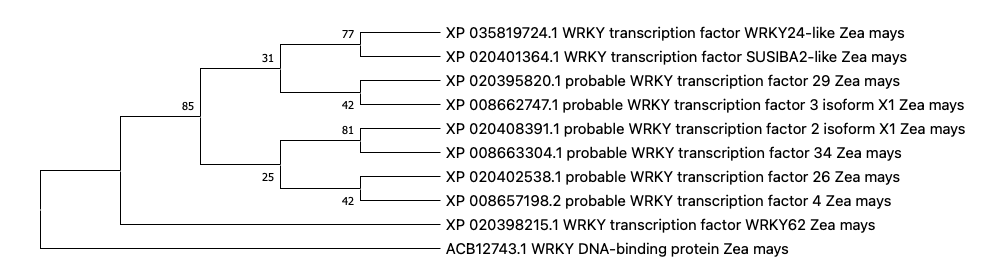 77
XP 035819724.1 WRKY transcription factor WRKY24-like Zea mays
31
XP 020401364.1 WRKY transcription factor SUSIBA2-like Zea mays
XP 020395820.1 probable WRKY transcription factor 29 Zea mays
85
42
XP 008662747.1 probable WRKY transcription factor 3 isoform X1 Zea mays
81
XP 020408391.1 probable WRKY transcription factor 2 isoform X1 Zea mays
XP 008663304.1 probable WRKY transcription factor 34 Zea mays
25
XP 020402538.1 probable WRKY transcription factor 26 Zea mays
42
XP 008657198.2 probable WRKY transcription factor 4 Zea mays
XP 020398215.1 WRKY transcription factor WRKY62 Zea mays
ACB12743.1 WRKY DNA-binding protein Zea mays